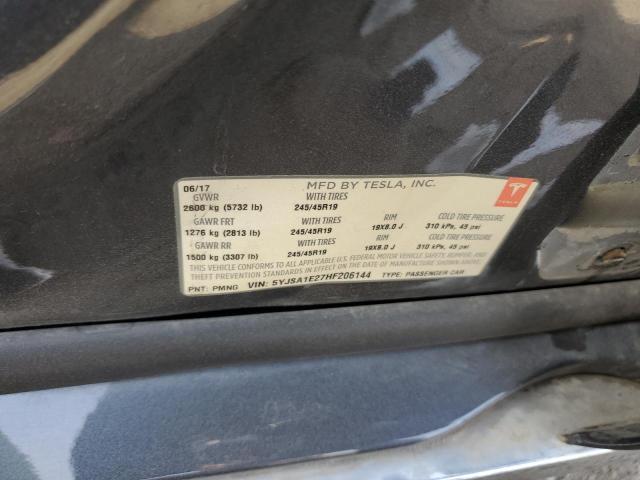 06/17 MFD BY TESLA, INC.
GVWR WITH TIRES
2600 kg (5732 lb) 245/45R19
GAWR FRT WITH TIRES RIM COLD TIRE PRESSURE
1276 kg (2813 lb) 245/45R19 19X8.0 J 310 kPa, 45 psi
GAWR RR WITH TIRES RIM COLD TIRE PRESSURE
1500 kg (3307 lb) 245/45R19 19X8.0 J 310 kPa, 45 psi
THIS VEHICLE CONFORMS TO ALL APPLICABLE U.S. FEDERAL MOTOR VEHICLE SAFETY, BUMPER, AND
THEFT PREVENTION STANDARDS IN EFFECT ON THE DATE OF MANUFACTURE SHOWN ABOVE.
PNT: PMNG VIN: 5YJSA1E27HF206144 TYPE: PASSENGER CAR
TESLA